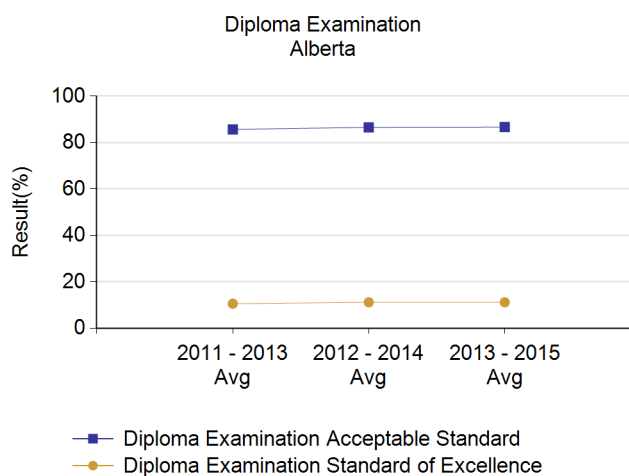 Diploma Examination
Alberta
100
80
60
40
20
0
Result(%)
2011 - 2013
Avg
2012 - 2014
Avg
2013 - 2015
Avg
Diploma Examination Acceptable Standard
Diploma Examination Standard of Excellence